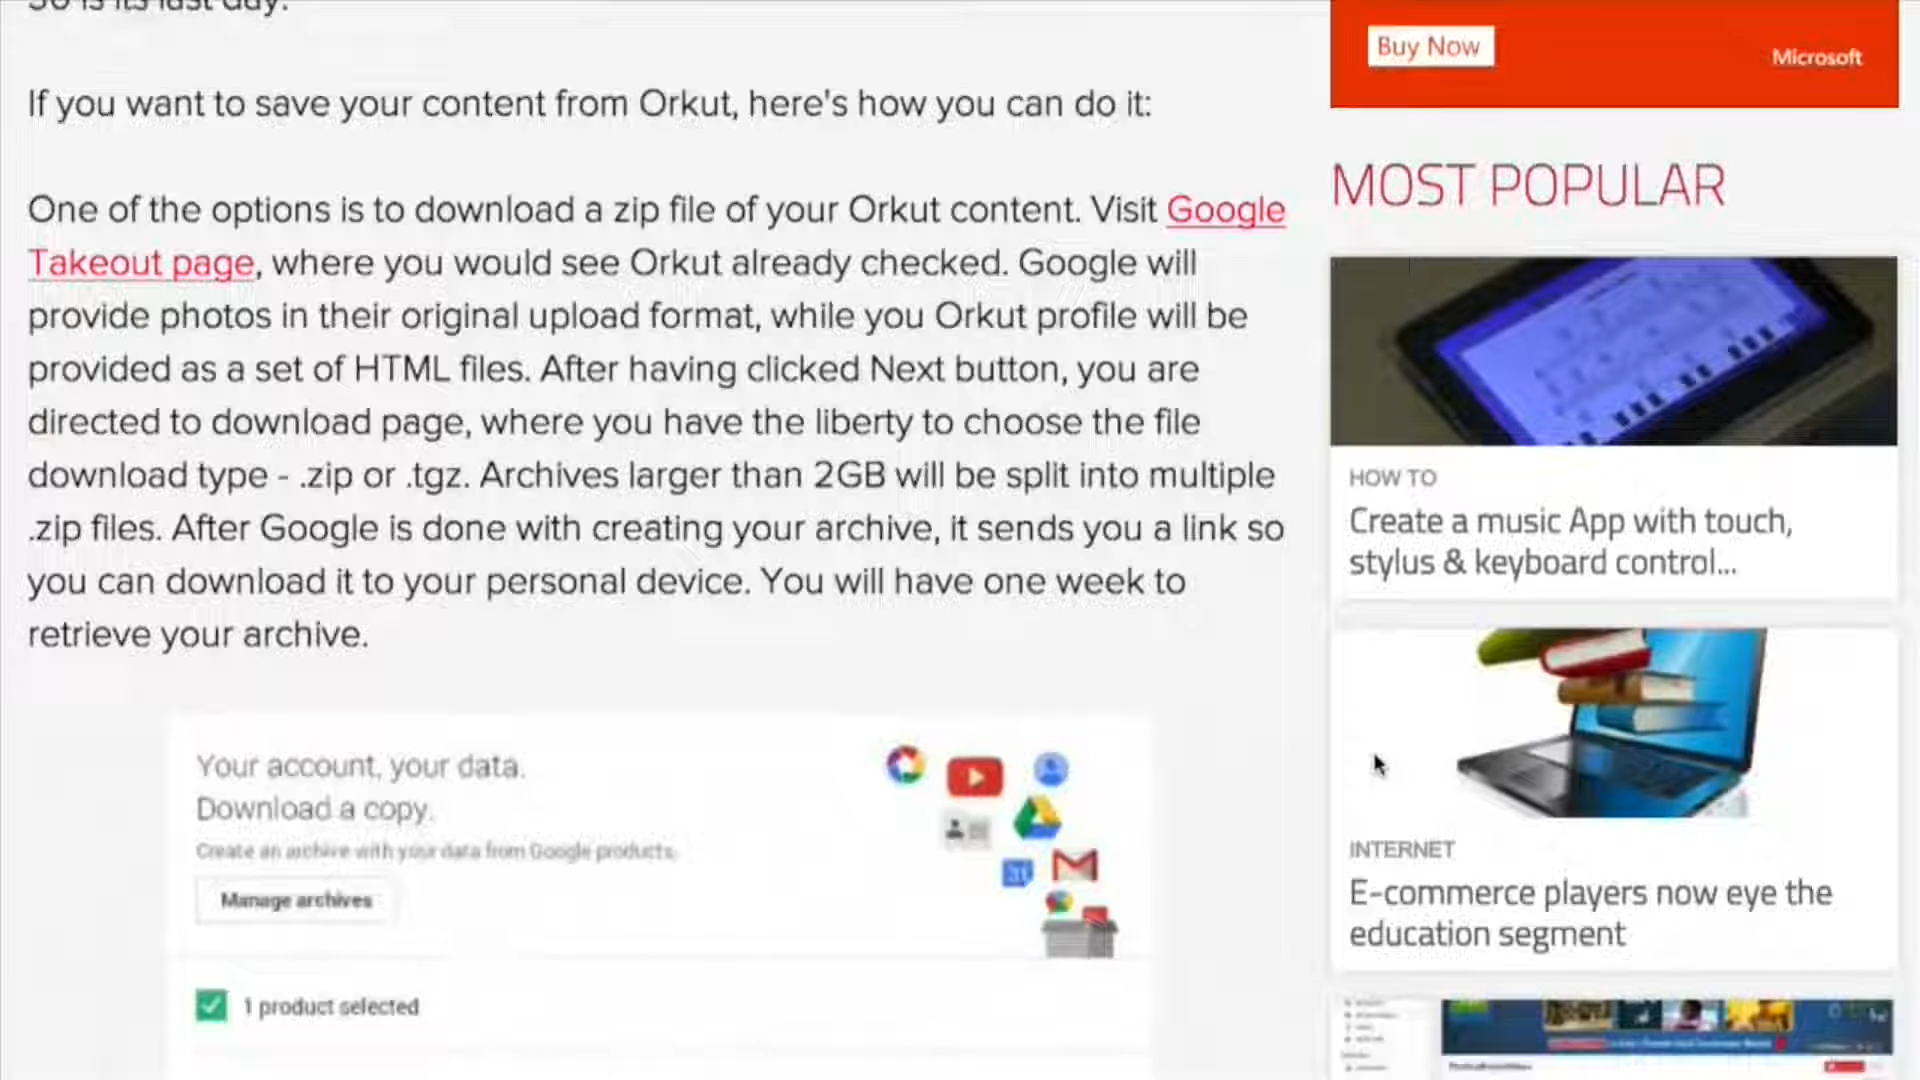 So is its last day.
If you want to save your content from Orkut, here's how you can do it:
One of the options is to download a zip file of your Orkut content. Visit Google
Takeout page, where you would see Orkut already checked. Google will
provide photos in their original upload format, while you Orkut profile will be
provided as a set of HTML files. After having clicked Next button, you are
directed to download page, where you have the liberty to choose the file
download type - .zip or .tgz. Archives larger than 2GB will be split into multiple
.zip files. After Google is done with creating your archive, it sends you a link so
you can download it to your personal device. You will have one week to
retrieve your archive.
Your account, your data.
Download a copy.
Create an archive with your data from Google products.
Manage archives
31
1 product selected
Buy Now
Microsoft
MOST POPULAR
HOW TO
Create a music App with touch,
stylus & keyboard control...
INTERNET
E-commerce players now eye the
education segment